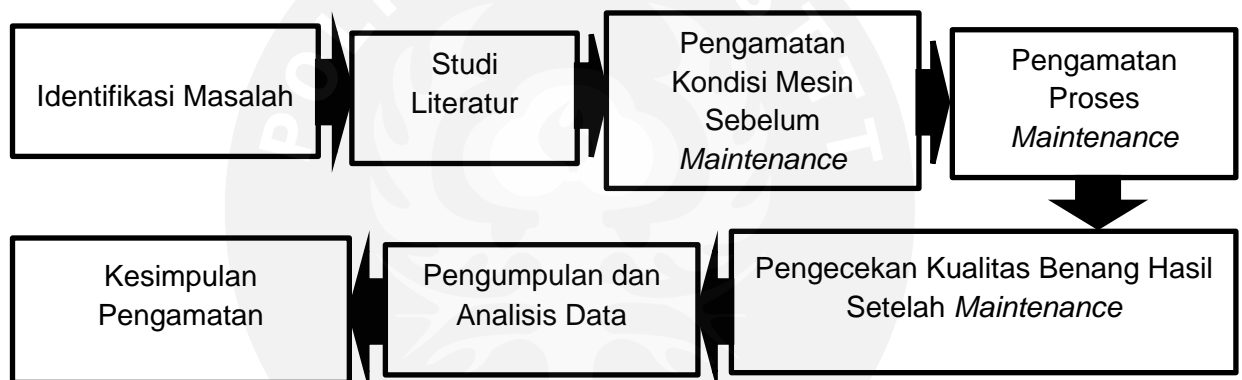 Identifikasi Masalah
Studi
Literatur
Pengamatan
Kondisi Mesin
Sebelum
Maintenance
Pengamatan
Proses
Maintenance
Pengecekan Kualitas Benang Hasil
Setelah Maintenance
Pengumpulan dan
Analisis Data
Kesimpulan
Pengamatan